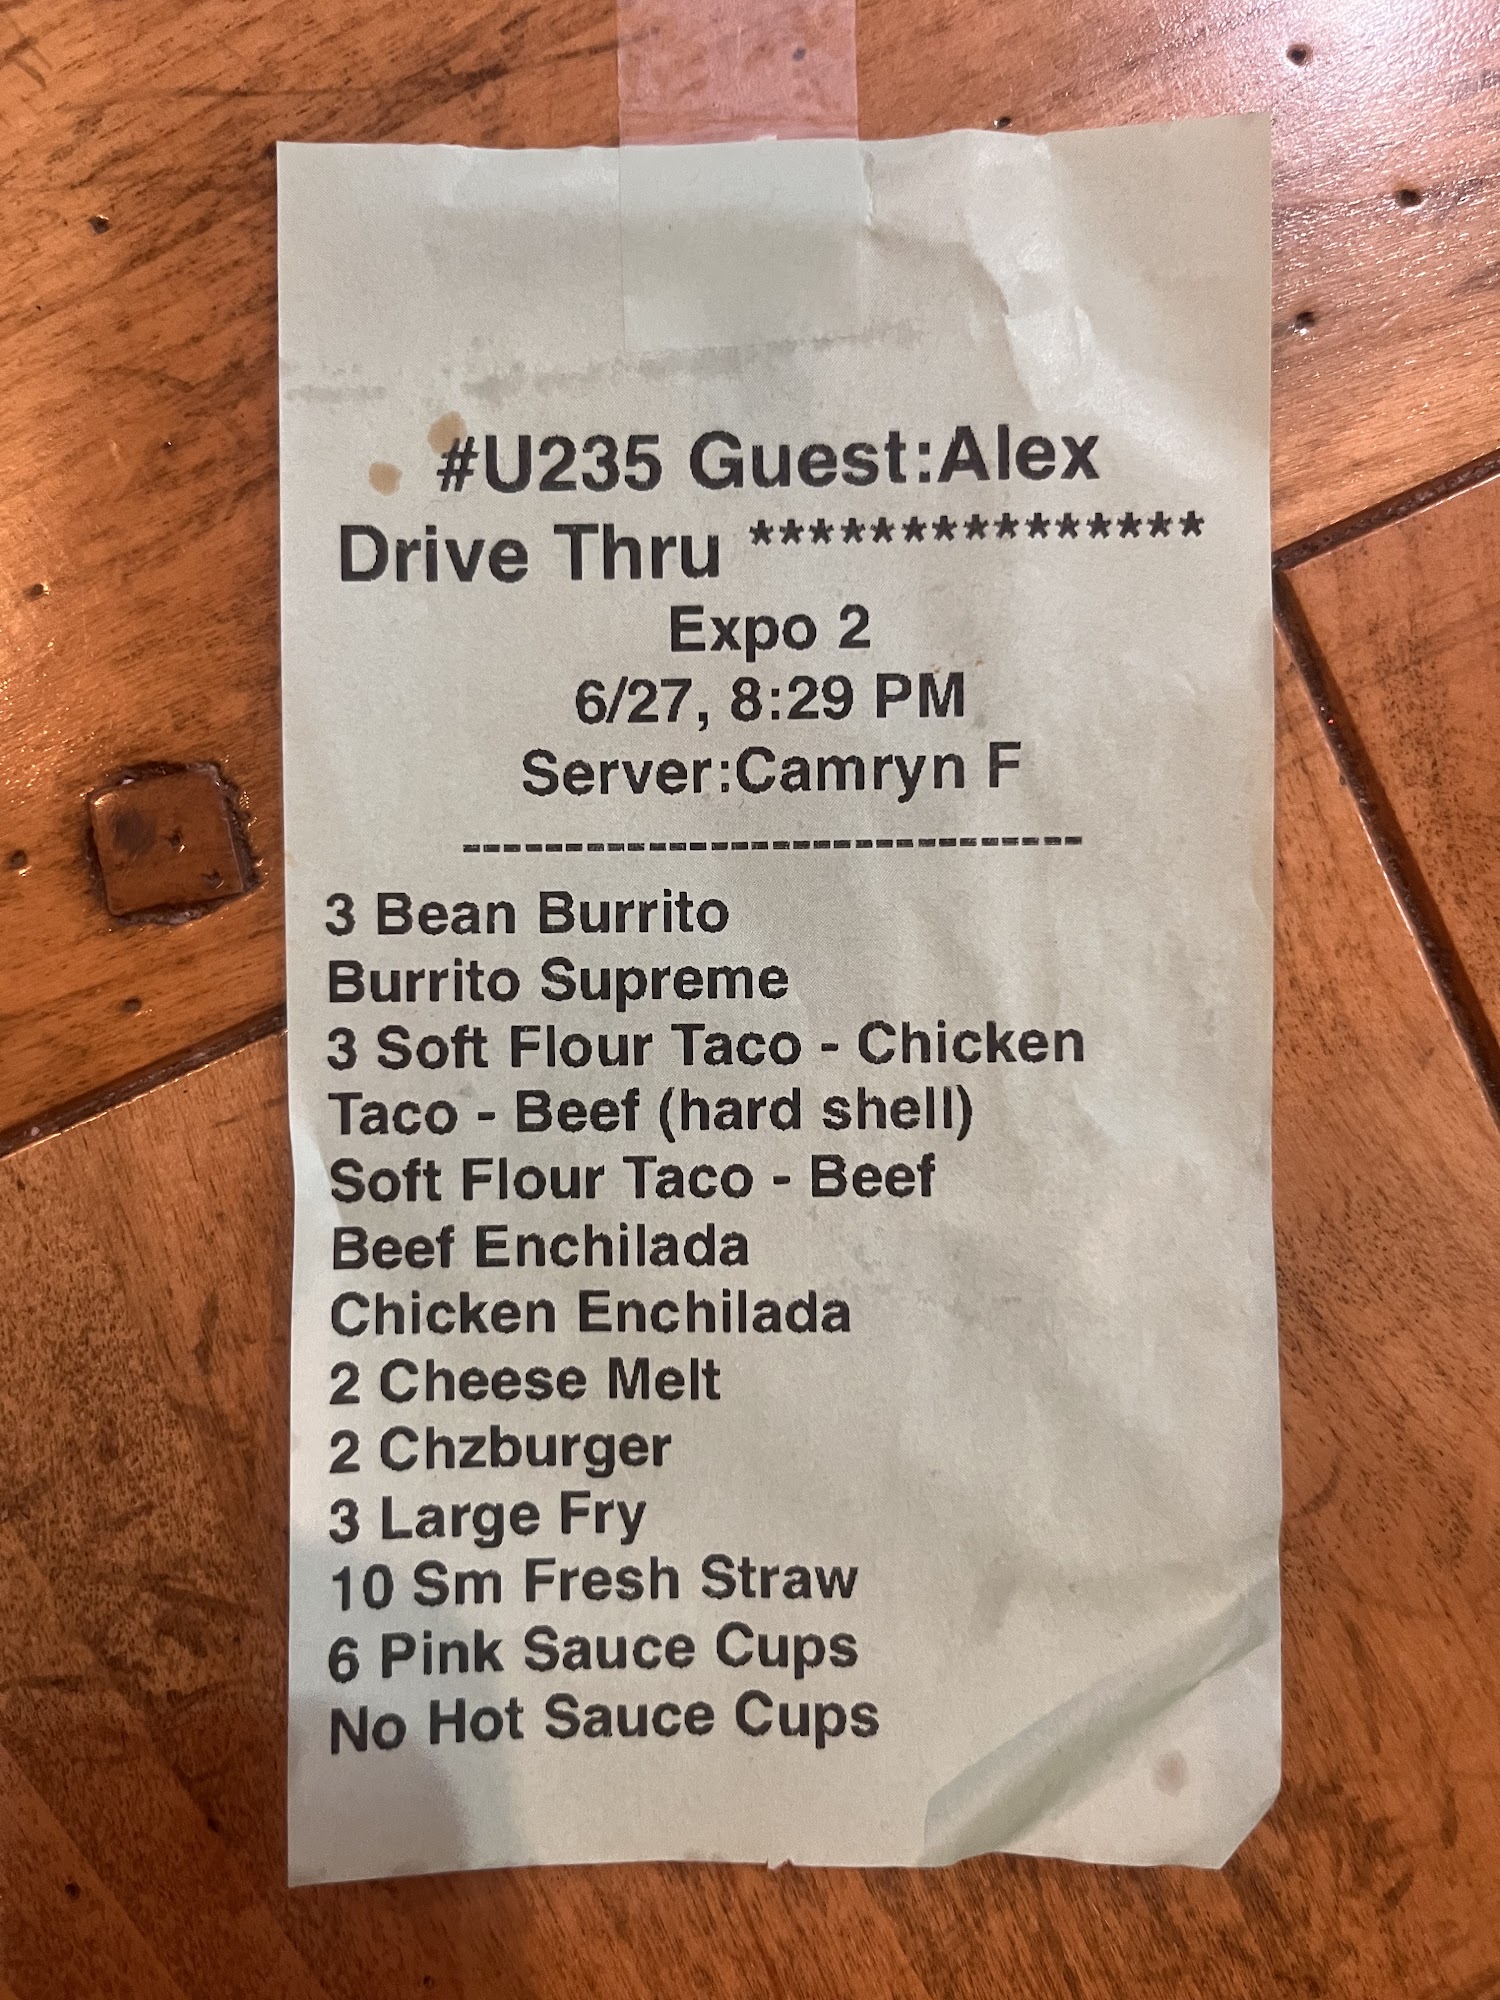 #U235 Guest:Alex
Drive Thru ***************
Expo 2
6/27, 8:29 PM
Server:Camryn F
-------------------------------
3 Bean Burrito
Burrito Supreme
3 Soft Flour Taco - Chicken
Taco - Beef (hard shell)
Soft Flour Taco - Beef
Beef Enchilada
Chicken Enchilada
2 Cheese Melt
2 Chzburger
3 Large Fry
10 Sm Fresh Straw
6 Pink Sauce Cups
No Hot Sauce Cups